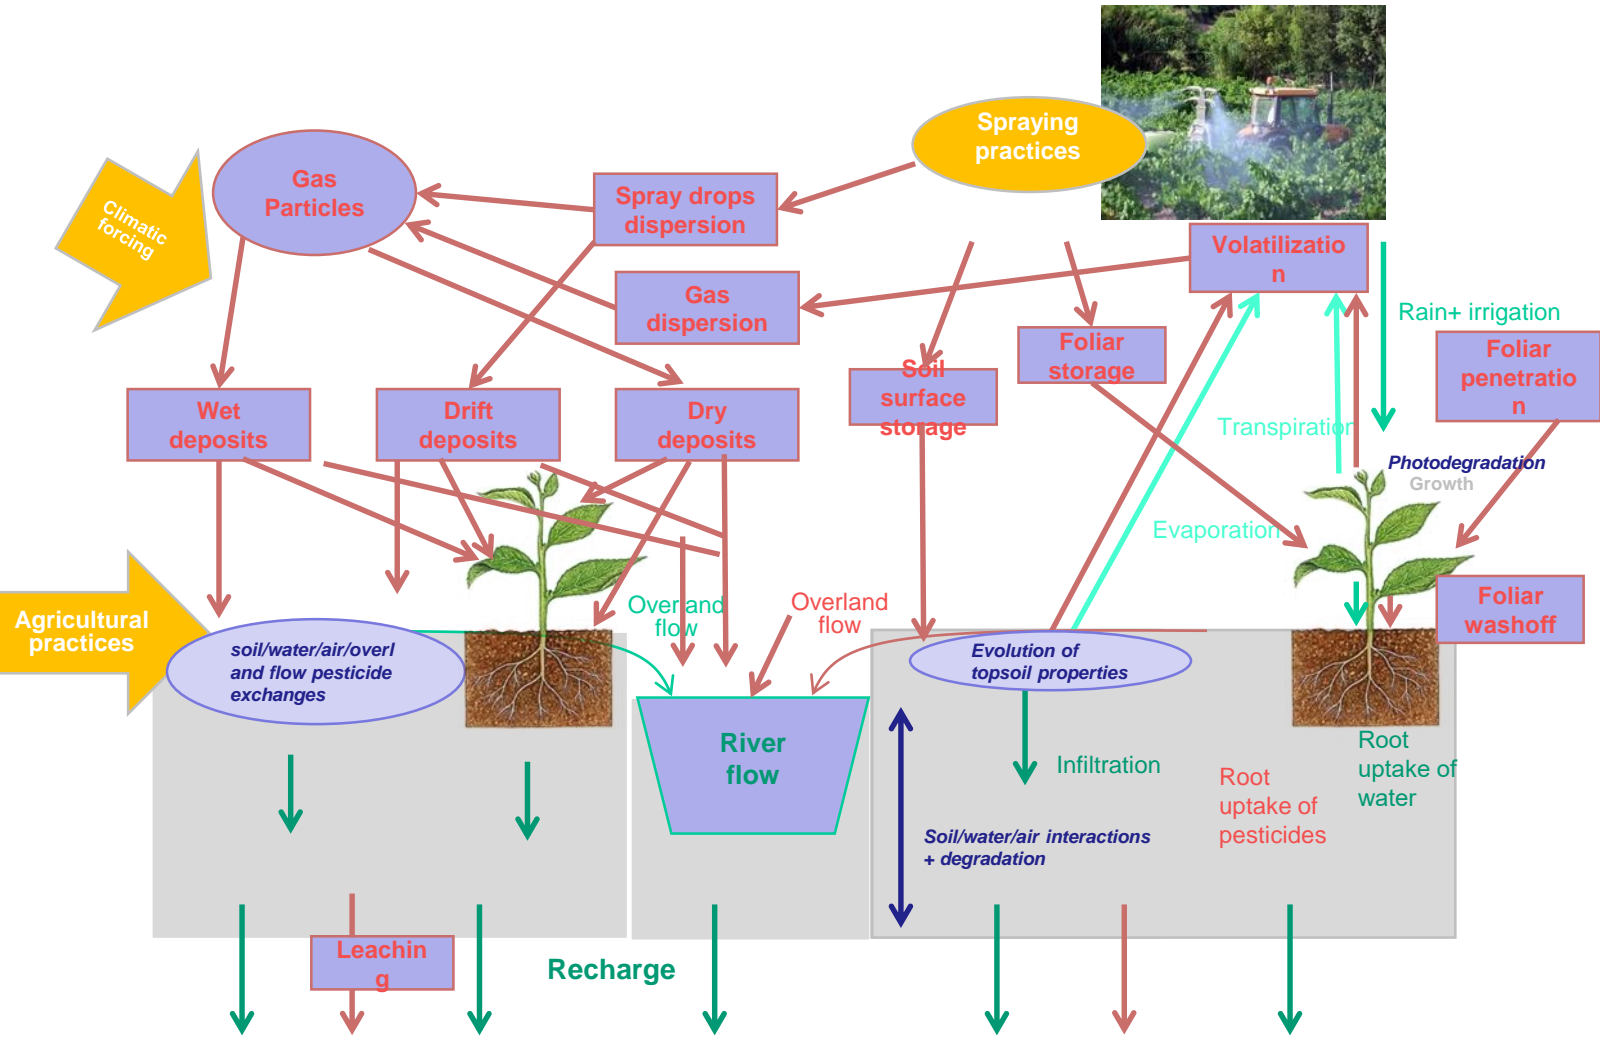 Spraying
practices
Gas
Particles
Spray drops
dispersion
Climatic
forcing
Volatilizatio
n
Gas
dispersion
Rain+ irrigation
Foliar
storage
Foliar
penetratio
n
Soil
surface
storage
Wet
deposits
Drift
deposits
Dry
deposits
Transpiration
Photodegradation
Growth
Evaporation
Agricultural
practices
Overland
flow
Overland
flow
Foliar
washoff
soil/water/air/overl
and flow pesticide
exchanges
Evolution of
topsoil properties
River
flow
Infiltration
Root
uptake of
water
Root
uptake of
pesticides
Soil/water/air interactions
+ degradation
Leachin
g
Recharge